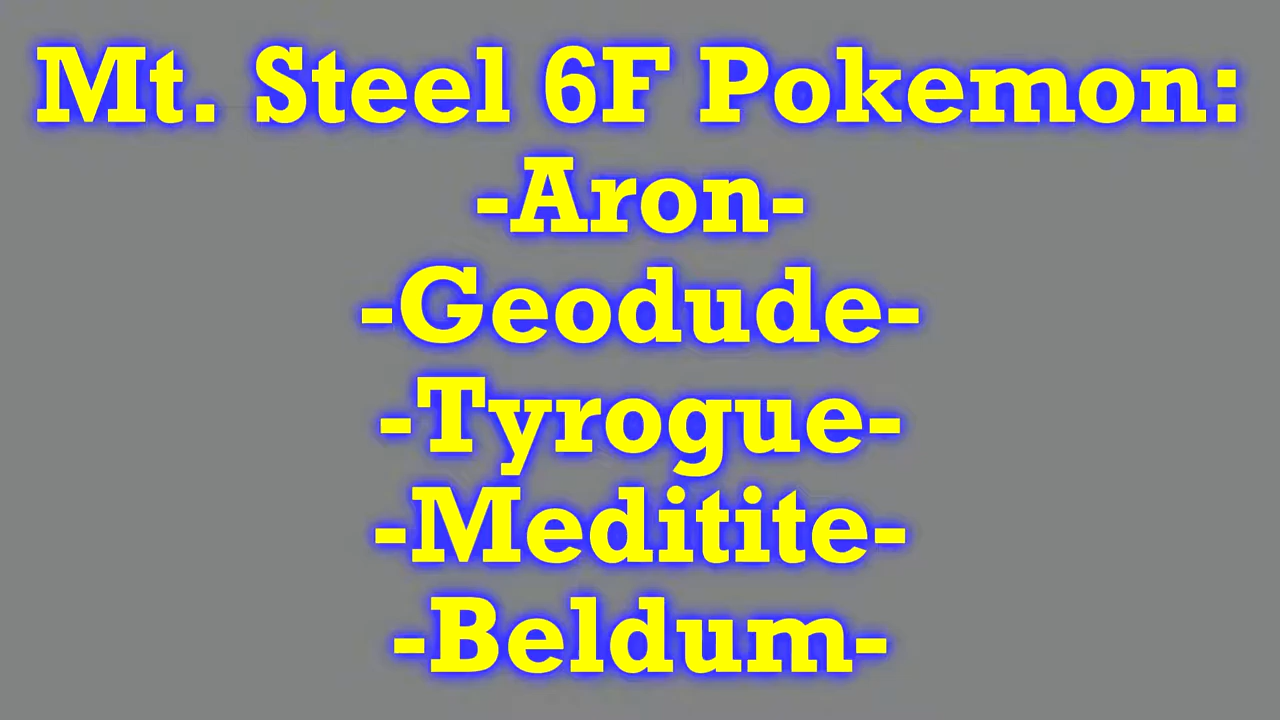 Mt. Steel 6F Pokemon:
-Aron-
-Geodude-
-Tyrogue-
-Meditite-
-Beldum-